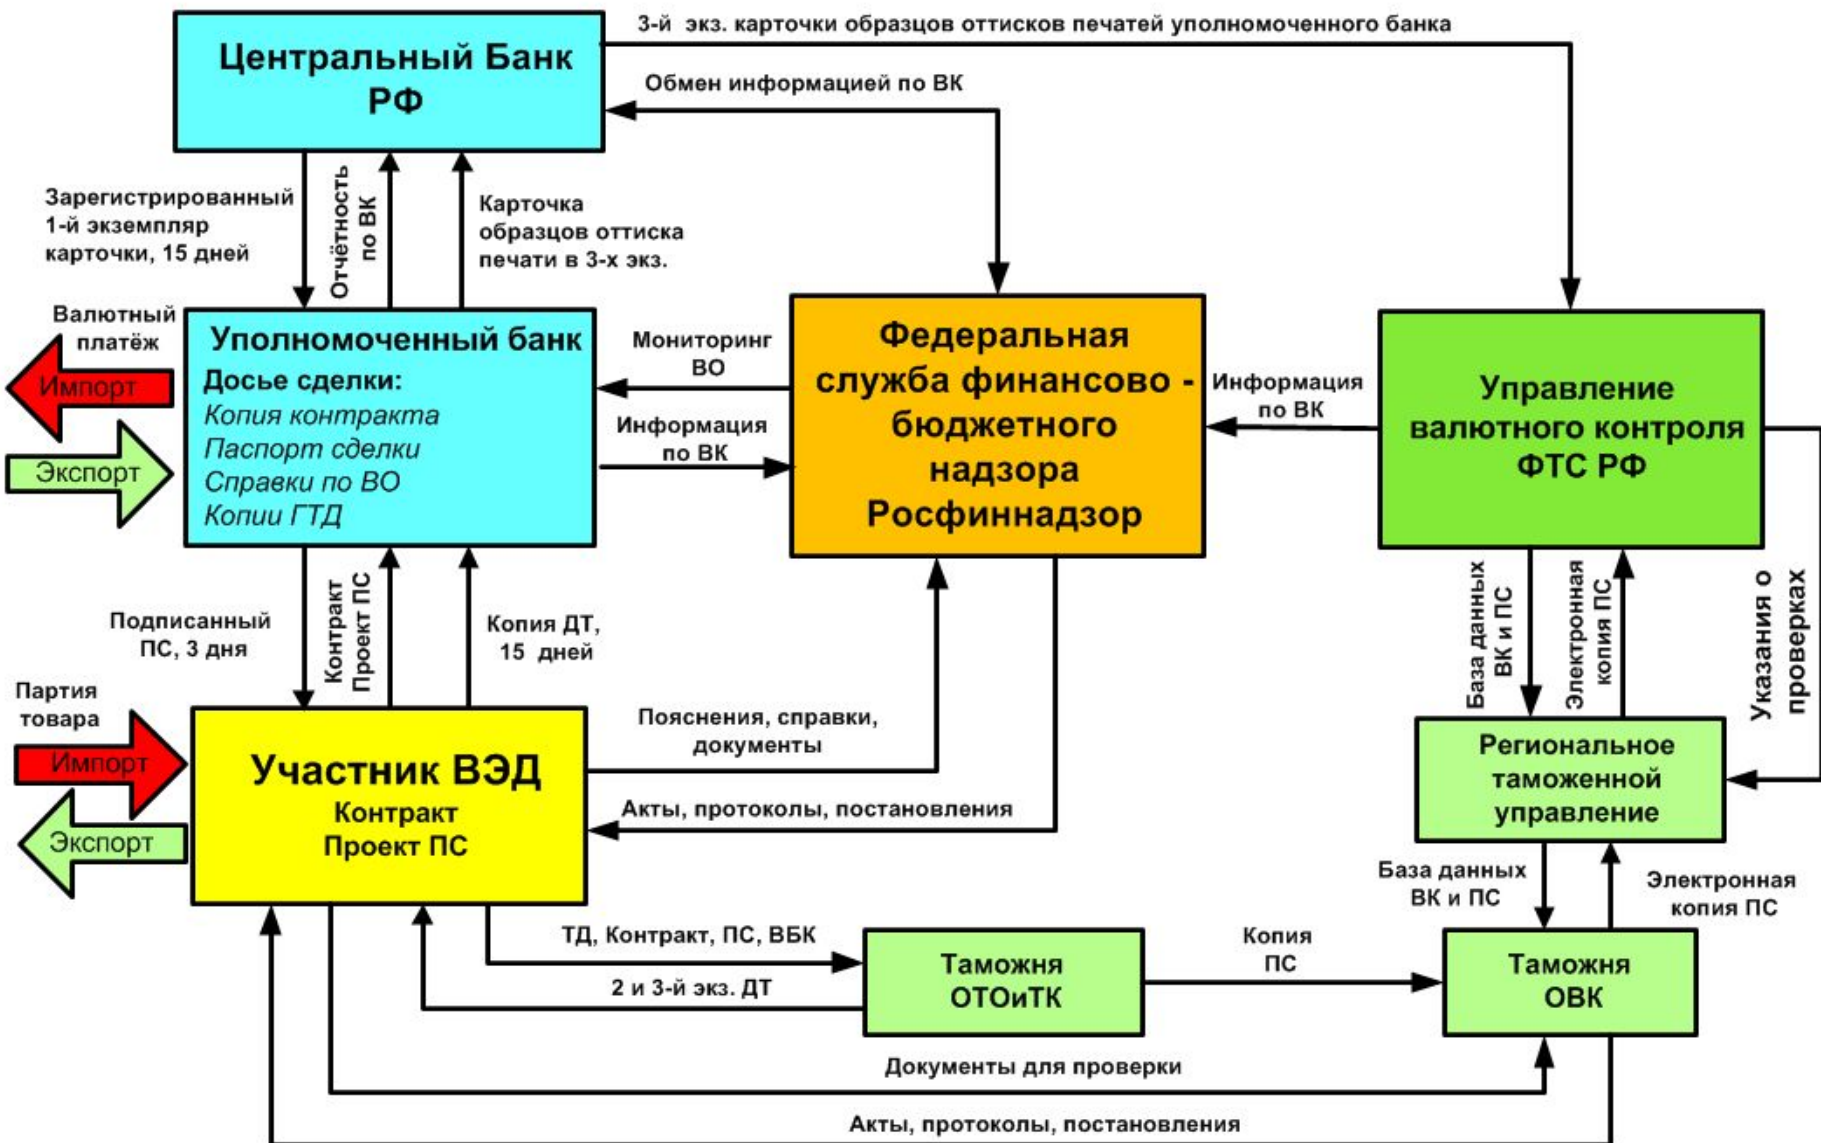 3-й экз. карточки образцов оттисков печатей уполномоченного банка
Центральный Банк
РФ
Обмен информацией по ВК
Зарегистрированный
1-й экземпляр
карточки, 15 дней
Отчётность
по ВК
Карточка
образцов оттиска
печати в 3-х экз.
Валютный
платёж
Импорт
Экспорт
Уполномоченный банк
Досье сделки:
Копия контракта
Паспорт сделки
Справки по ВО
Копии ГТД
Мониторинг
ВО
Информация
по ВК
Федеральная
служба финансово -
бюджетного
надзора
Росфиннадзор
Информация
по ВК
Управление
валютного контроля
ФТС РФ
Подписанный
ПС, 3 дня
Контракт
Проект ПС
Копия ДТ,
15 дней
База данных
ВК и ПС
Электронная
копия ПС
Указания о
проверках
Партия
товара
Импорт
Экспорт
Участник ВЭД
Контракт
Проект ПС
Пояснения, справки,
документы
Акты, протоколы, постановления
Региональное
таможенной
управление
База данных
ВК и ПС
Электронная
копия ПС
ТД, Контракт, ПС, ВБК
2 и 3-й экз. ДТ
Таможня
ОТОиТК
Копия
ПС
Таможня
ОВК
Документы для проверки
Акты, протоколы, постановления